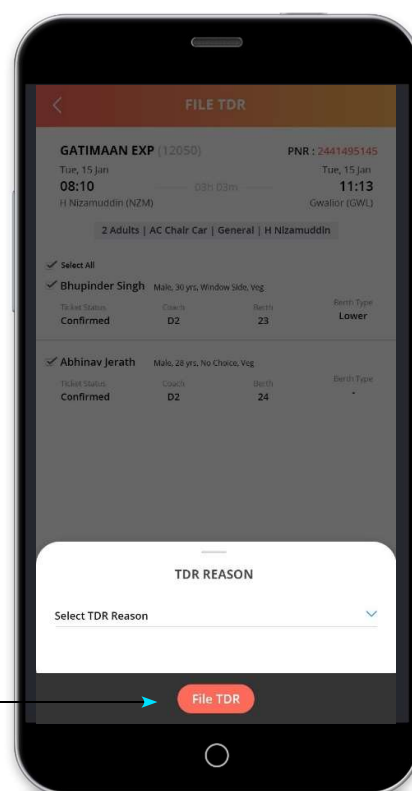 FILE TDR
GATIMAAN EXP (12050) PNR : 2441495145
Tue, 15 Jan Tue, 15 Jan
08:10 03h 03m 11:13
H Nizamuddin (NZM) Gwalior (GWL)
2 Adults | AC Chair Car | General | H Nizamuddin
Select All
Bhupinder Singh Male, 30 yrs, Window Side, Veg
Ticket Status Coach Berth Berth Type
Confirmed D2 23 Lower
Abhinav Jerath Male, 28 yrs, No Choice, Veg
Ticket Status Coach Berth Berth Type
Confirmed D2 24 -
TDR REASON
Select TDR Reason
File TDR